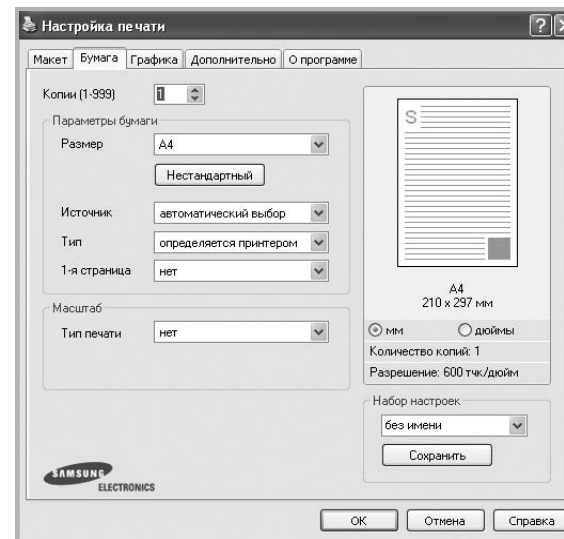 Настройка печати
Макет Бумага Графика Дополнительно О программе
Копии (1-999) 1
Параметры бумаги
Размер A4
Нестандартный
Источник автоматический выбор
Тип определяется принтером
1-я страница нет
Масштаб
Тип печати нет
S
A4
210 x 297 мм
мм дюймы
Количество копий: 1
Разрешение: 600 тчк/дюйм
Набор настроек
без имени
Сохранить
SAMSUNG
ELECTRONICS
OK Отмена Справка